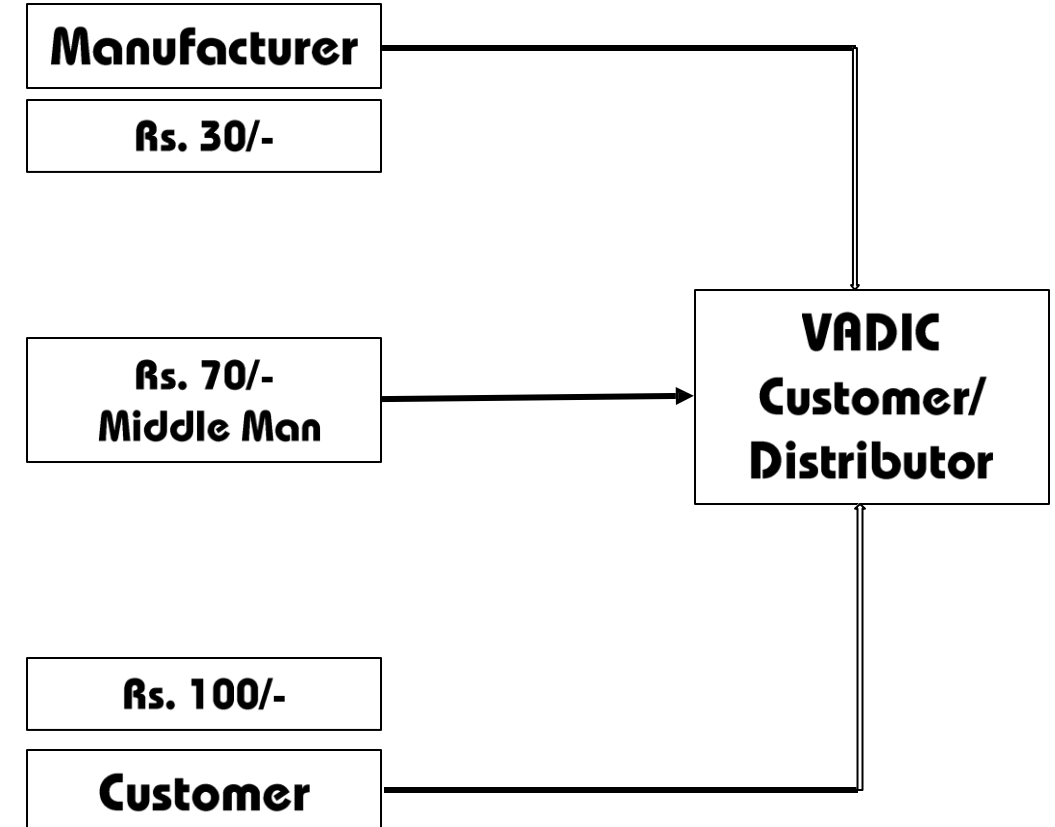 Manufacturer
Rs. 30/-
Rs. 70/-
Middle Man
VADIC
Customer/
Distributor
Rs. 100/-
Customer